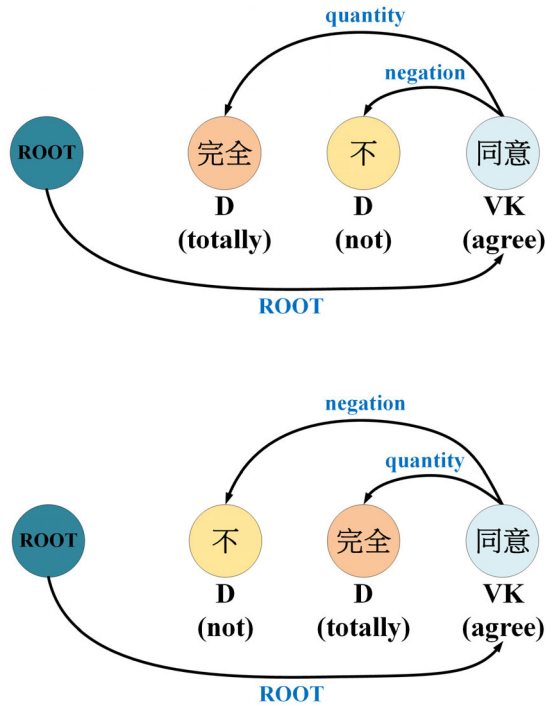 quantity
negation
ROOT 完全 不 同意
D D VK
(totally) (not) (agree)
ROOT
negation
quantity
ROOT 不 完全 同意
D D VK
(not) (totally) (agree)
ROOT